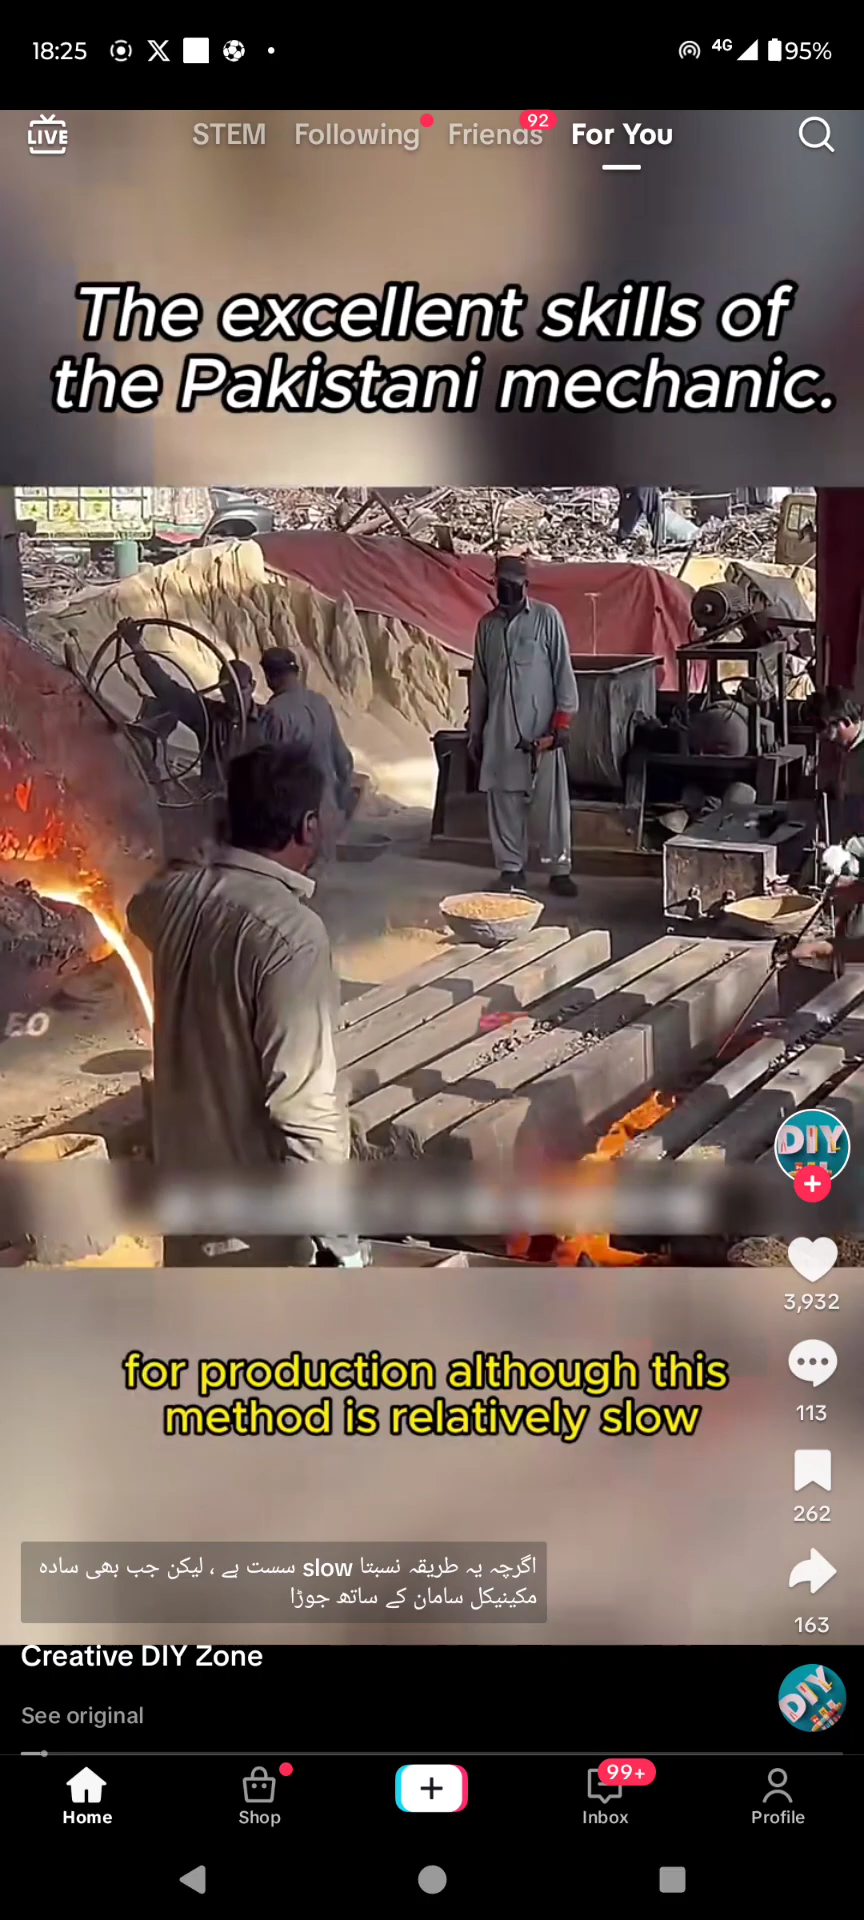 18:25
4G
95%
LIVE
STEM
Following
Friends
92
For You
The excellent skills of
the Pakistani mechanic.
EO
DIY
3,932
for production although this
method is relatively slow
113
262
اگرچہ یہ طریقہ نسبتا slow سست ہے ، لیکن جب بھی سادہ
مکینیکل سامان کے ساتھ جوڑا
163
Creative DIY Zone
DIY
See original
Home
Shop
99+
Inbox
Profile